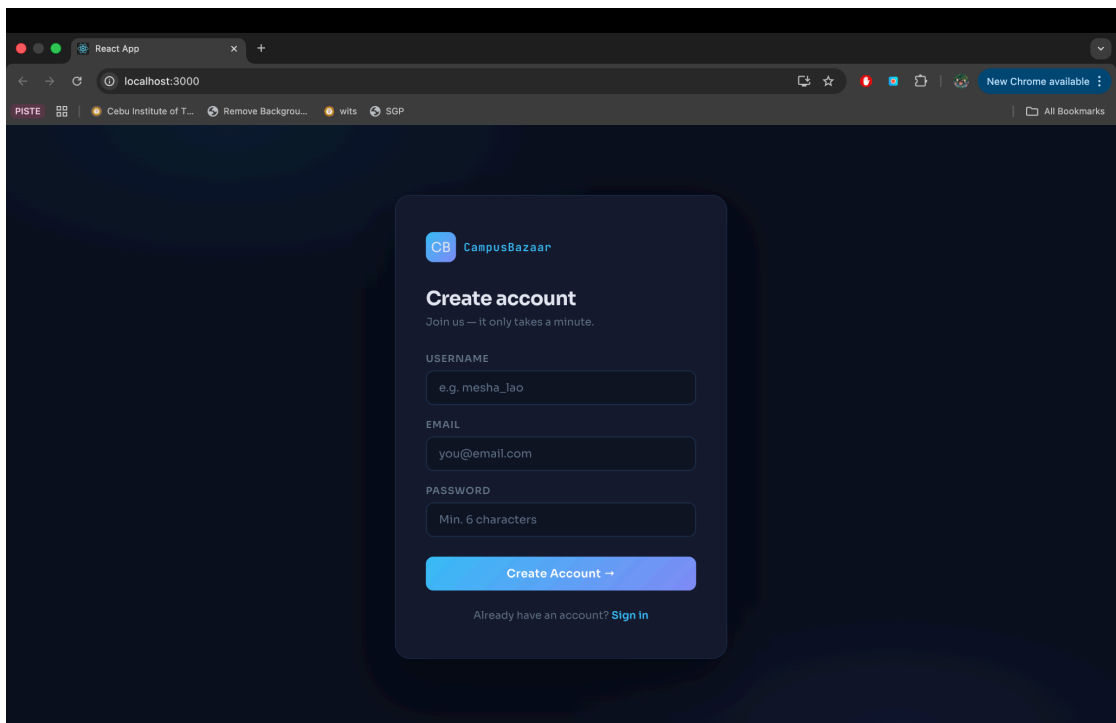 React App
localhost:3000
New Chrome available
PISTE
Cebu Institute of T...
Remove Backgrou...
wits
SGP
All Bookmarks
CB CampusBazaar
Create account
Join us — it only takes a minute.
USERNAME
e.g. mesha_lao
EMAIL
you@email.com
PASSWORD
Min. 6 characters
Create Account →
Already have an account? Sign in